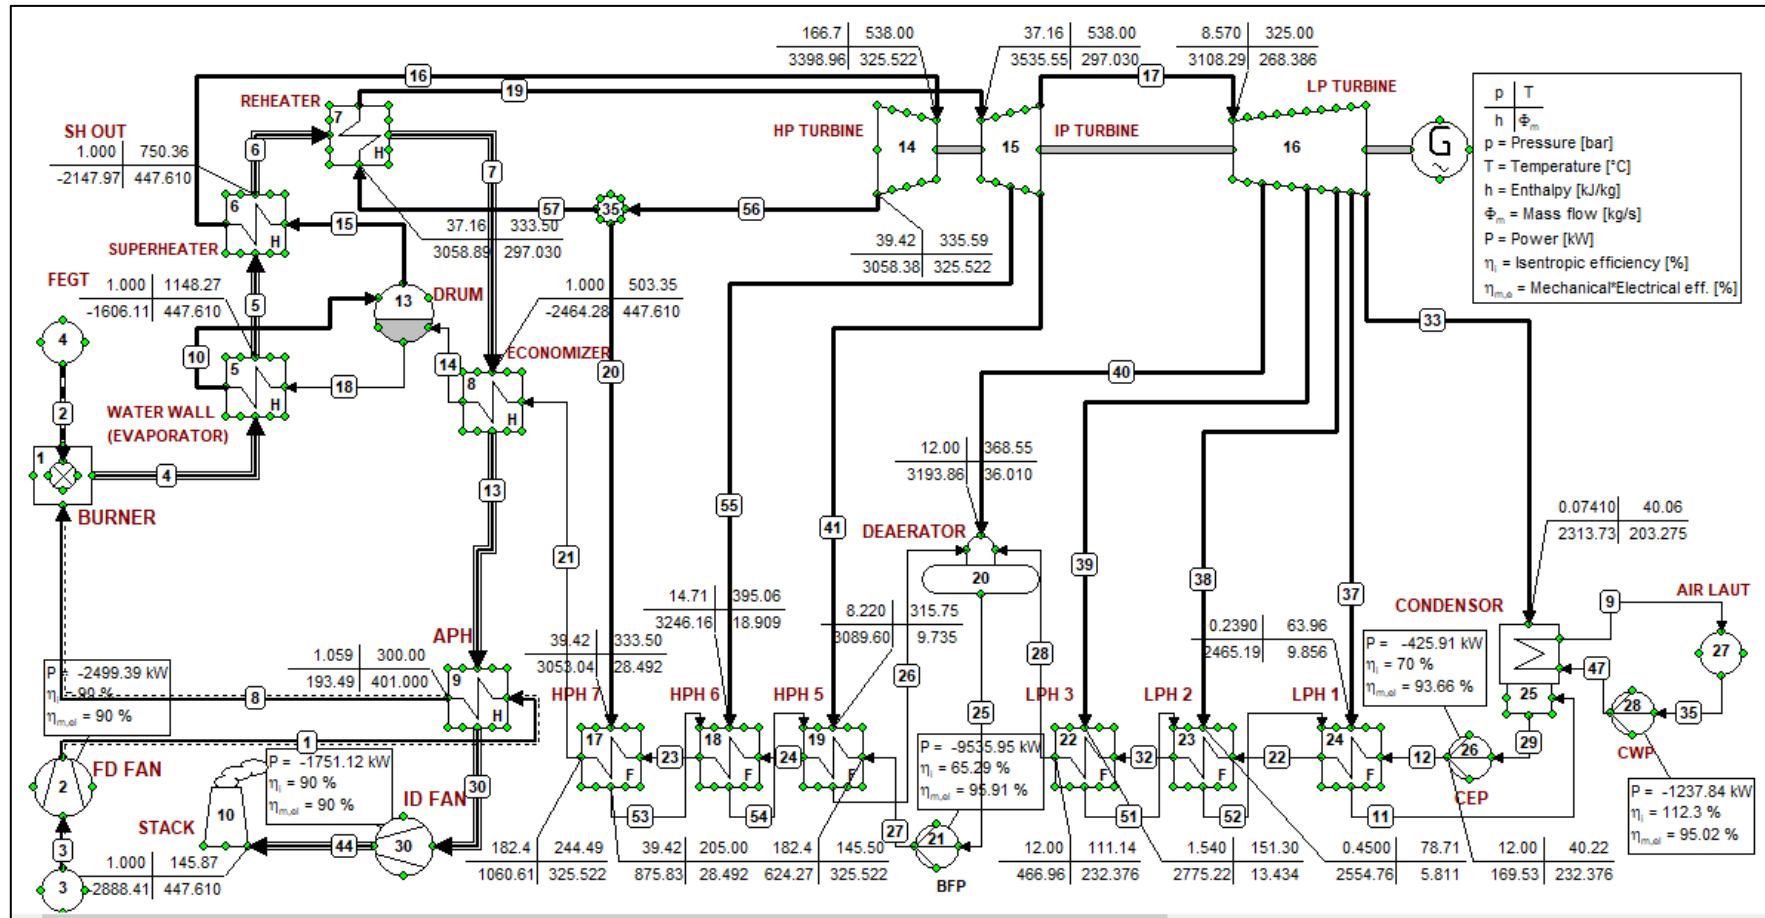 166.7 538.00
3398.96 325.522
37.16 538.00
3535.55 297.030
8.570 325.00
3108.29 268.386
16
19
17
REHEATER
7
H
SH OUT
1.000 750.36
-2147.97 447.610
6
7
HP TURBINE
14
IP TURBINE
15
LP TURBINE
16
G
p T
h Φm
p = Pressure [bar]
T = Temperature [°C]
h = Enthalpy [kJ/kg]
Φm = Mass flow [kg/s]
P = Power [kW]
ηi = Isentropic efficiency [%]
ηm,e = Mechanical*Electrical eff. [%]
6
H
SUPERHEATER
15
57
35
56
37.16 333.50
3058.89 297.030
39.42 335.59
3058.38 325.522
FEGT
1.000 1148.27
-1606.11 447.610
5
13
DRUM
1.000 503.35
-2464.28 447.610
33
4
10
5
H
18
14
ECONOMIZER
8
H
20
40
2
WATER WALL
(EVAPORATOR)
39
38
37
1
4
BURNER
13
12.00 368.55
3193.86 36.010
55
41
DEAERATOR
20
21
0.07410 40.06
2313.73 203.275
14.71 395.06
3246.16 18.909
8.220 315.75
3089.60 9.735
0.2390 63.96
2465.19 9.856
CONDENSOR
9
AIR LAUT
27
P = -2499.39 kW
ηi 90 %
ηm,el = 90 %
1.059 300.00
193.49 401.000
APH
9
H
8
39.42 333.50
3053.04 28.492
26
28
25
P = -425.91 kW
ηi = 70 %
ηm,el = 93.66 %
47
25
28
35
CWP
HPH 7
17
F
HPH 6
18
F
HPH 5
19
F
23
24
LPH 3
22
F
LPH 2
23
F
LPH 1
24
F
32
22
12
26
29
CEP
1
FD FAN
2
P = -1751.12 kW
ηi = 90 %
ηm,el = 90 %
30
ID FAN
30
STACK
10
44
3
3
1.000 145.87
-2888.41 447.610
P = -9535.95 kW
ηi = 65.29 %
ηm,el = 95.91 %
27
21
BFP
53
54
51
52
11
P = -1237.84 kW
ηi = 112.3 %
ηm,el = 95.02 %
182.4 244.49
1060.61 325.522
39.42 205.00
875.83 28.492
182.4 145.50
624.27 325.522
12.00 111.14
466.96 232.376
1.540 151.30
2775.22 13.434
0.4500 78.71
2554.76 5.811
12.00 40.22
169.53 232.376